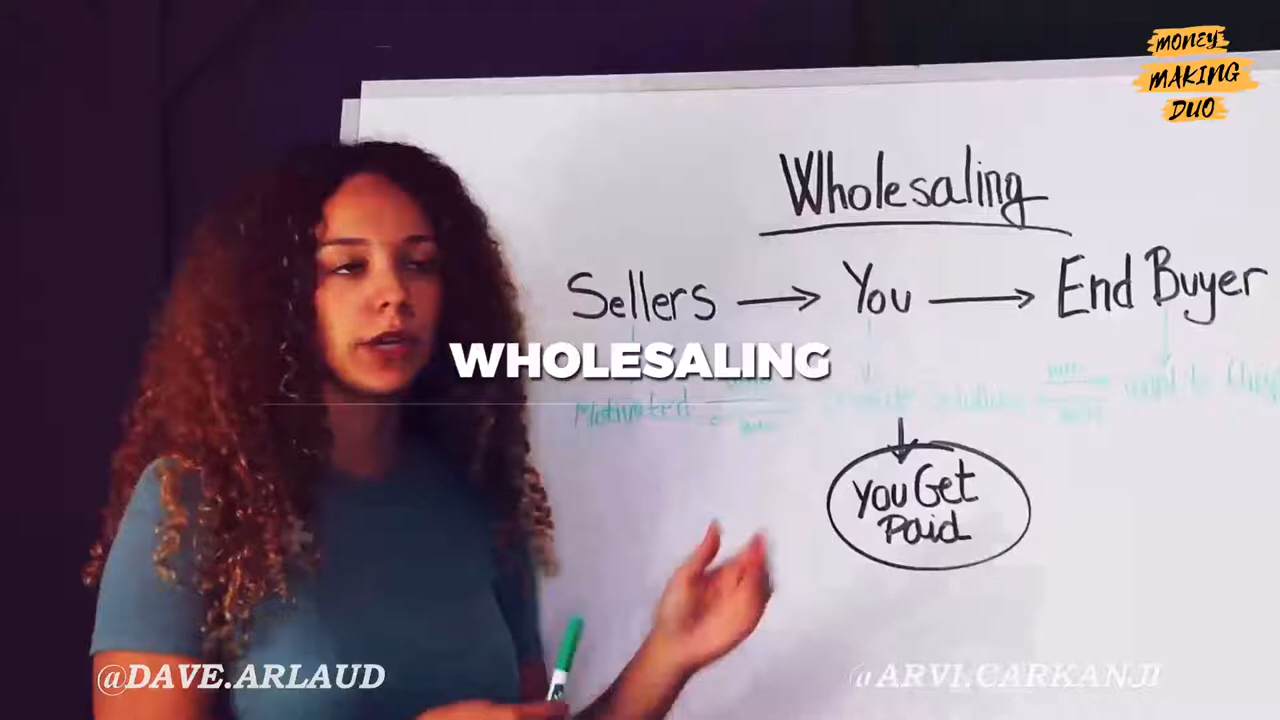 MONEY
MAKING
DUO
Wholesaling
Sellers → You → End Buyer
WHOLESALING
Motivated
You Get
Paid
@DAVE.ARLAUD
@ARVI.CARKANJI